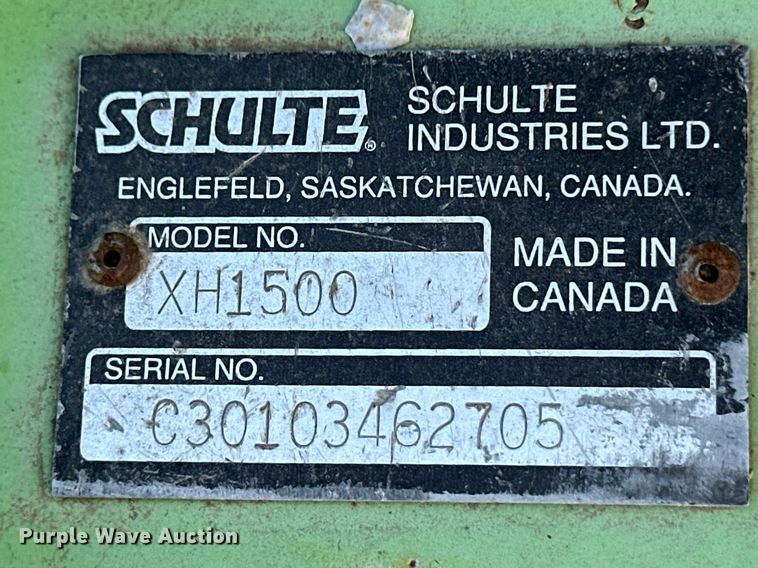 SCHULTE®
SCHULTE
INDUSTRIES LTD.
ENGLEFELD, SASKATCHEWAN, CANADA.
MODEL NO.
XH1500
MADE IN
CANADA
SERIAL NO.
C30103462705
Purple Wave Auction